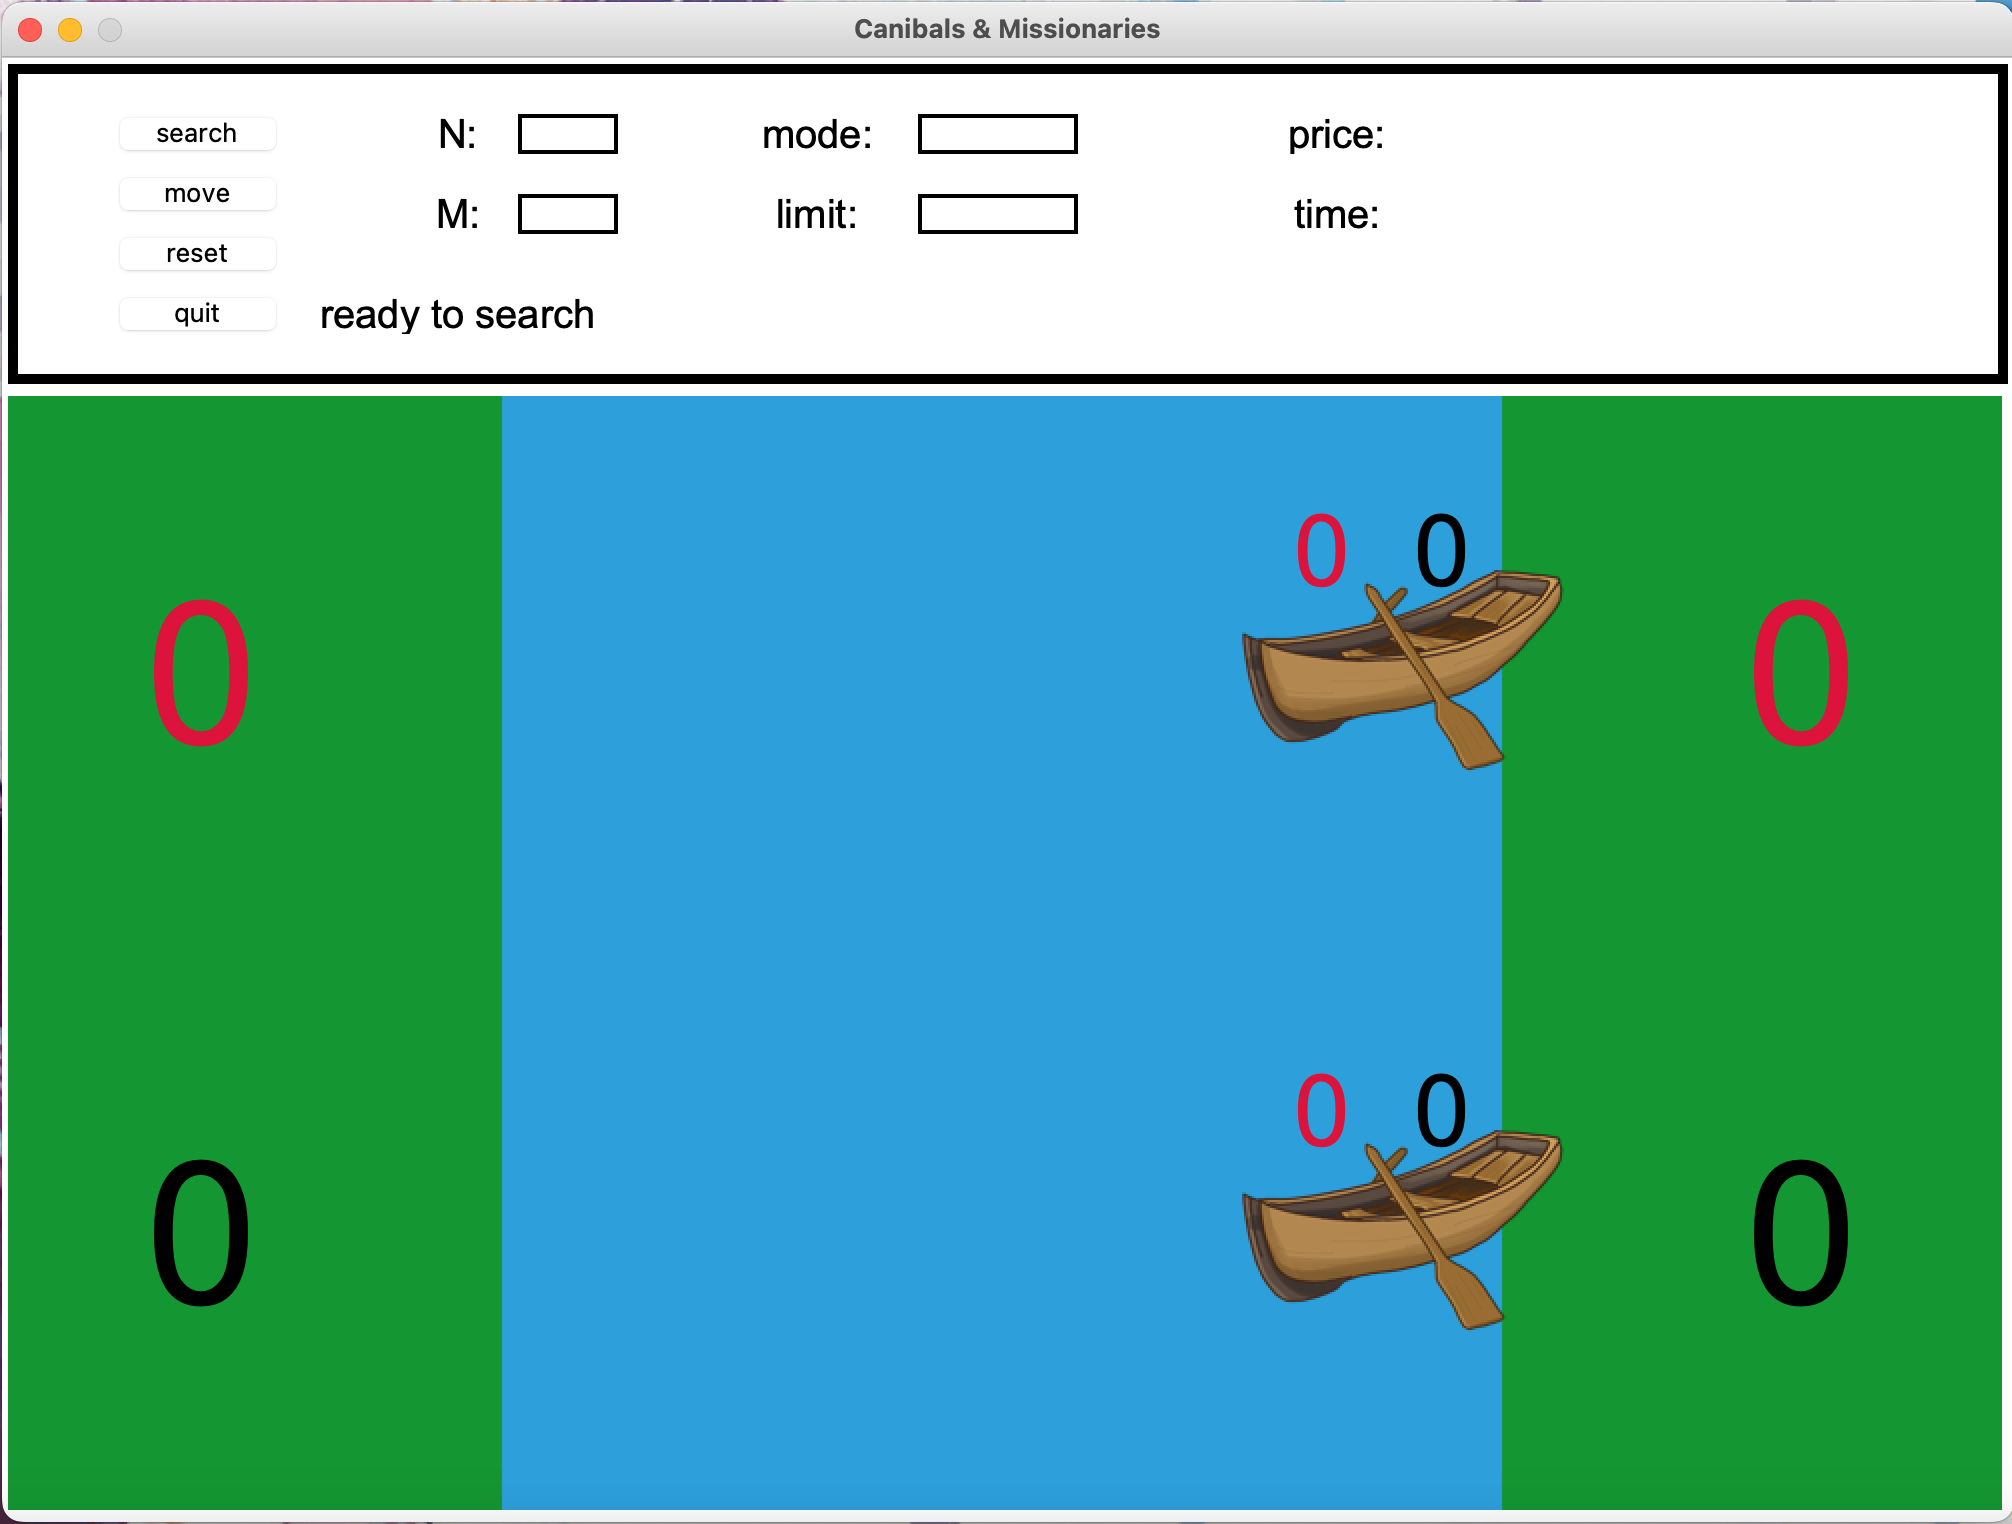 Canibals & Missionaries
search N: mode: price:
move
M: limit: time:
reset
quit ready to search
0 0
0 0
0 0
0 0